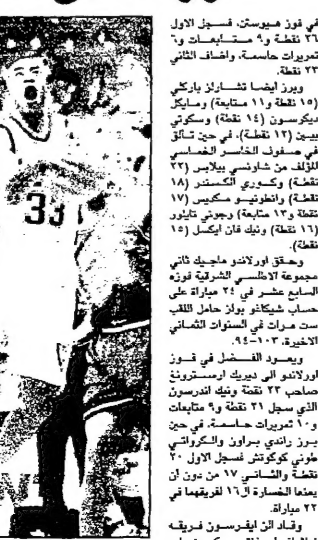 في فوز هيوستن، فسجل الاول
٢٦ نقطة و٩ متابعات و٦
تمريرات حاسمة، واضاف الثاني
٢٣ نقطة.
وبرز ايضا تشارلز باركلي
(١٥ نقطة و١١ متابعة) ومايكل
ديكرسون (١٤ نقطة) وسكوتي
بيبن (١٢ نقطة)، في حين تألق
في صفوف الخاسر الخماسي
المؤلف من شاونسي بيلابس (٢٢
نقطة) وكوري ألكسندر (١٨
نقطة) وانطونيو مكديس (١٧
نقطة و١٣ متابعة) وجوني تايلور
(١٦ نقطة) ونيك فان ايكسل (١٥
نقطة).
وحقق اورلاندو ماجيك ثاني
مجموعة الاطلسي الشرقية فوزه
السابع عشر في ٢٤ مباراة على
حساب شيكاغو بولز حامل اللقب
ست مرات في السنوات الثماني
الاخيرة، ١٠٣-٩٤.
ويعود الفضل في فوز
اورلاندو الى ديريك ارمسترونغ
صاحب ٢٣ نقطة ونيك اندرسون
الذي سجل ٢١ نقطة و٩ متابعات
و١٠ تمريرات حاسمة، في حين
برز راندي براون والكرواتي
طوني كوكوتش فسجل الاول ٢٠
نقطة والثاني ١٧ من دون ان
يعنها الخسارة الـ١٦ لفريقهما في
٢٢ مباراة.
وقاد الن ايفرسون فريقه
33